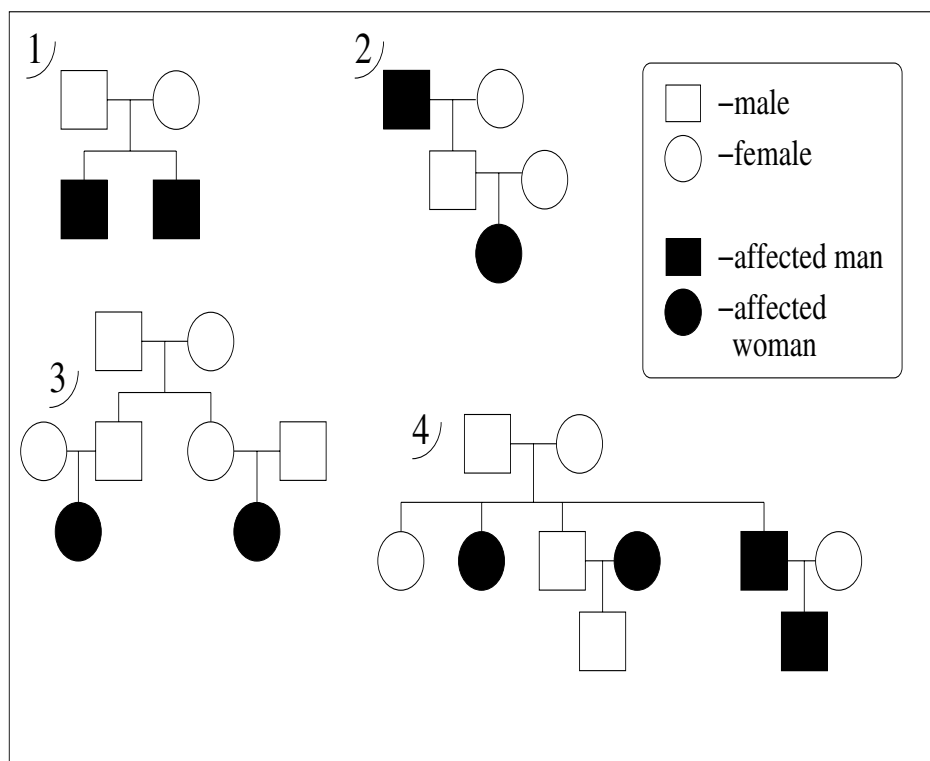 1
2
–male
–female
–affected man
–affected
woman
3
4